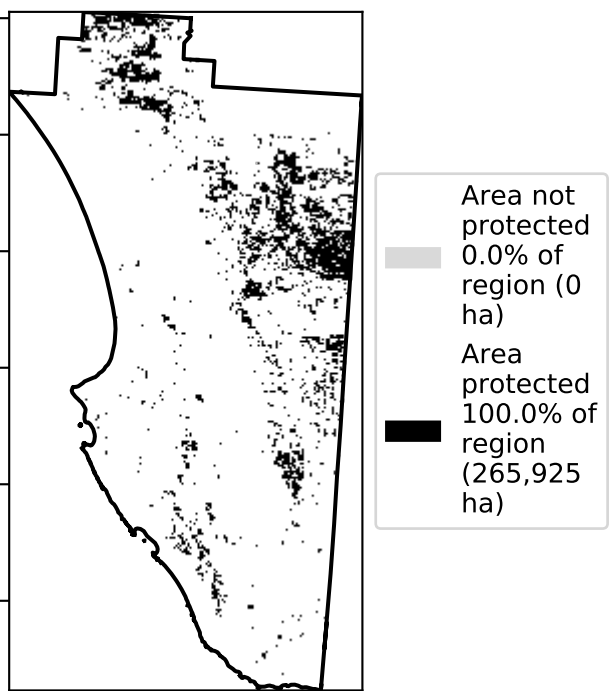 Area not
protected
0.0% of
region (0
ha)
Area
protected
100.0% of
region
(265,925
ha)